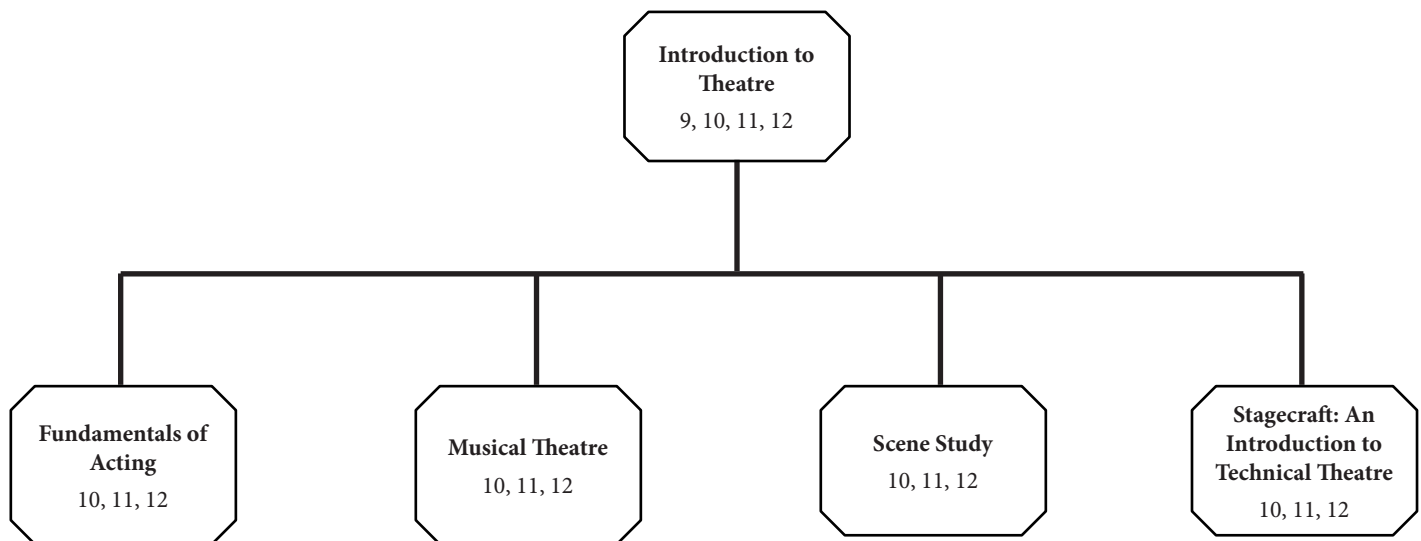 Introduction to
Theatre
9, 10, 11, 12
Fundamentals of
Acting
10, 11, 12
Musical Theatre
10, 11, 12
Scene Study
10, 11, 12
Stagecraft: An
Introduction to
Technical Theatre
10, 11, 12